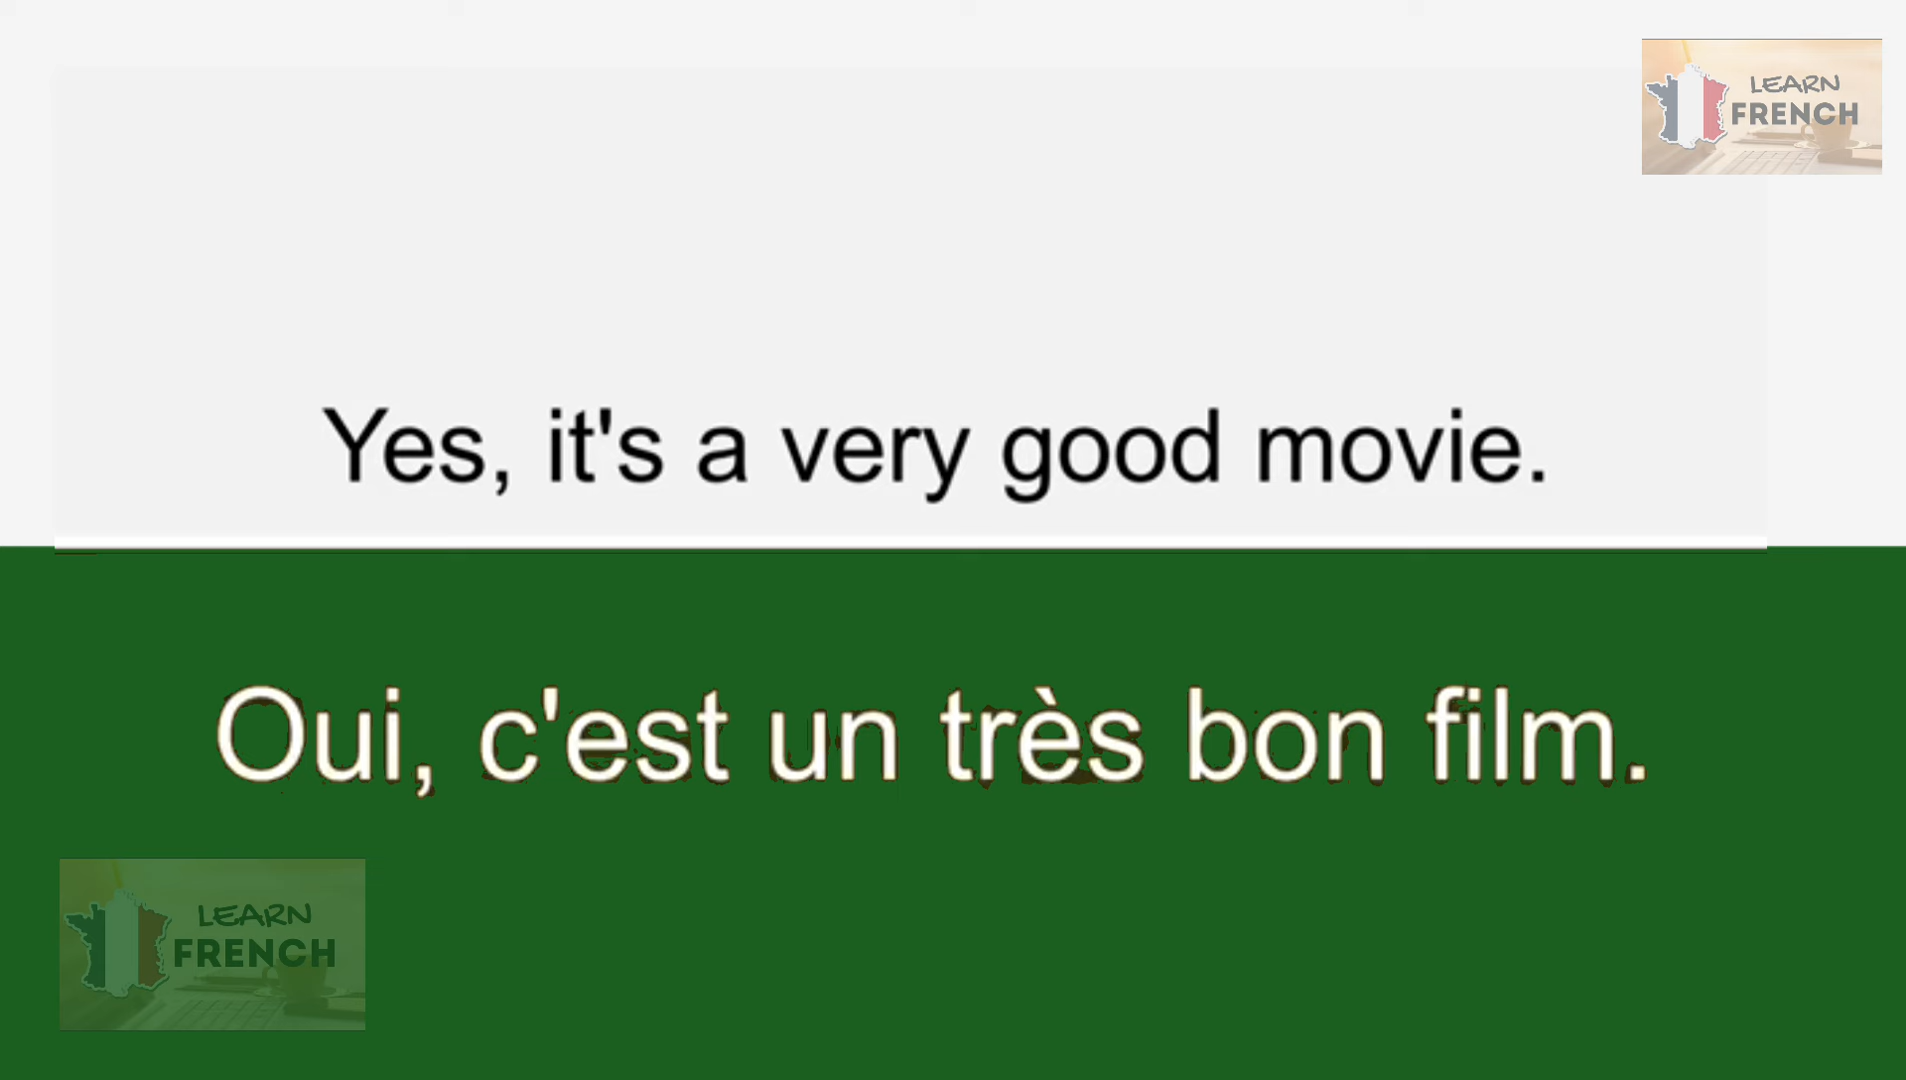 LEARN
FRENCH
Yes, it's a very good movie.
Oui, c'est un très bon film.
LEARN
FRENCH